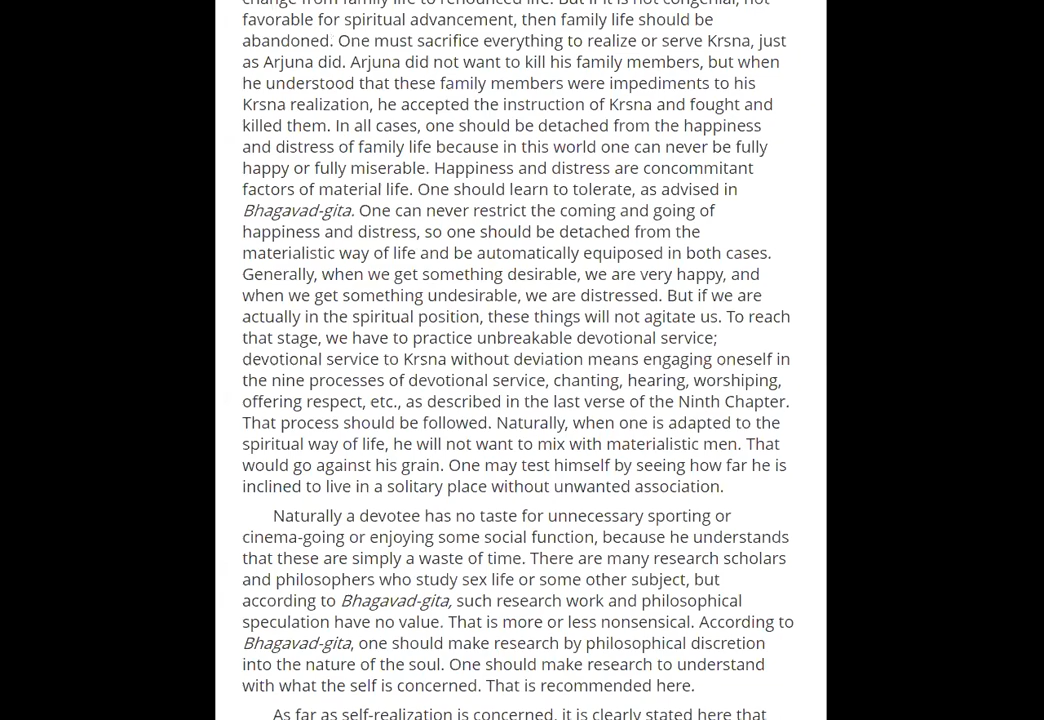 change from family life to renounced life. But if it is not congenial, not
favorable for spiritual advancement, then family life should be
abandoned. One must sacrifice everything to realize or serve Krsna, just
as Arjuna did. Arjuna did not want to kill his family members, but when
he understood that these family members were impediments to his
Krsna realization, he accepted the instruction of Krsna and fought and
killed them. In all cases, one should be detached from the happiness
and distress of family life because in this world one can never be fully
happy or fully miserable. Happiness and distress are concommitant
factors of material life. One should learn to tolerate, as advised in
Bhagavad-gita. One can never restrict the coming and going of
happiness and distress, so one should be detached from the
materialistic way of life and be automatically equiposed in both cases.
Generally, when we get something desirable, we are very happy, and
when we get something undesirable, we are distressed. But if we are
actually in the spiritual position, these things will not agitate us. To reach
that stage, we have to practice unbreakable devotional service;
devotional service to Krsna without deviation means engaging oneself in
the nine processes of devotional service, chanting, hearing, worshiping,
offering respect, etc., as described in the last verse of the Ninth Chapter.
That process should be followed. Naturally, when one is adapted to the
spiritual way of life, he will not want to mix with materialistic men. That
would go against his grain. One may test himself by seeing how far he is
inclined to live in a solitary place without unwanted association.
Naturally a devotee has no taste for unnecessary sporting or
cinema-going or enjoying some social function, because he understands
that these are simply a waste of time. There are many research scholars
and philosophers who study sex life or some other subject, but
according to Bhagavad-gita, such research work and philosophical
speculation have no value. That is more or less nonsensical. According to
Bhagavad-gita, one should make research by philosophical discretion
into the nature of the soul. One should make research to understand
with what the self is concerned. That is recommended here.
As far as self-realization is concerned, it is clearly stated here that